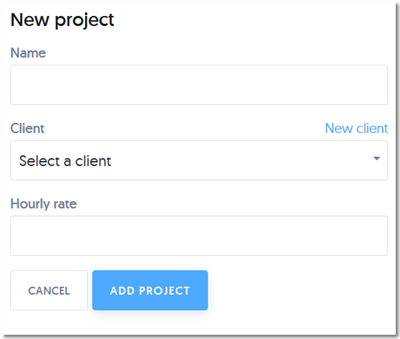 New project
Name
Client New client
Select a client
Hourly rate
CANCEL ADD PROJECT